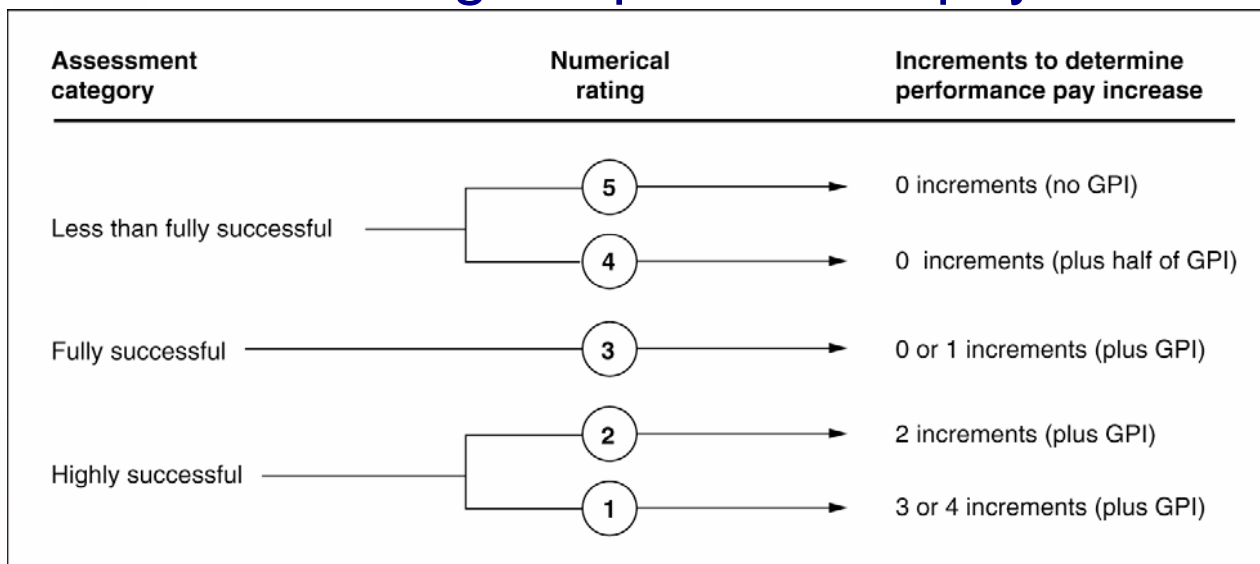 Assessment
category
Numerical
rating
Increments to determine
performance pay increase
Less than fully successful
5
0 increments (no GPI)
4
0 increments (plus half of GPI)
Fully successful
3
0 or 1 increments (plus GPI)
Highly successful
2
2 increments (plus GPI)
1
3 or 4 increments (plus GPI)